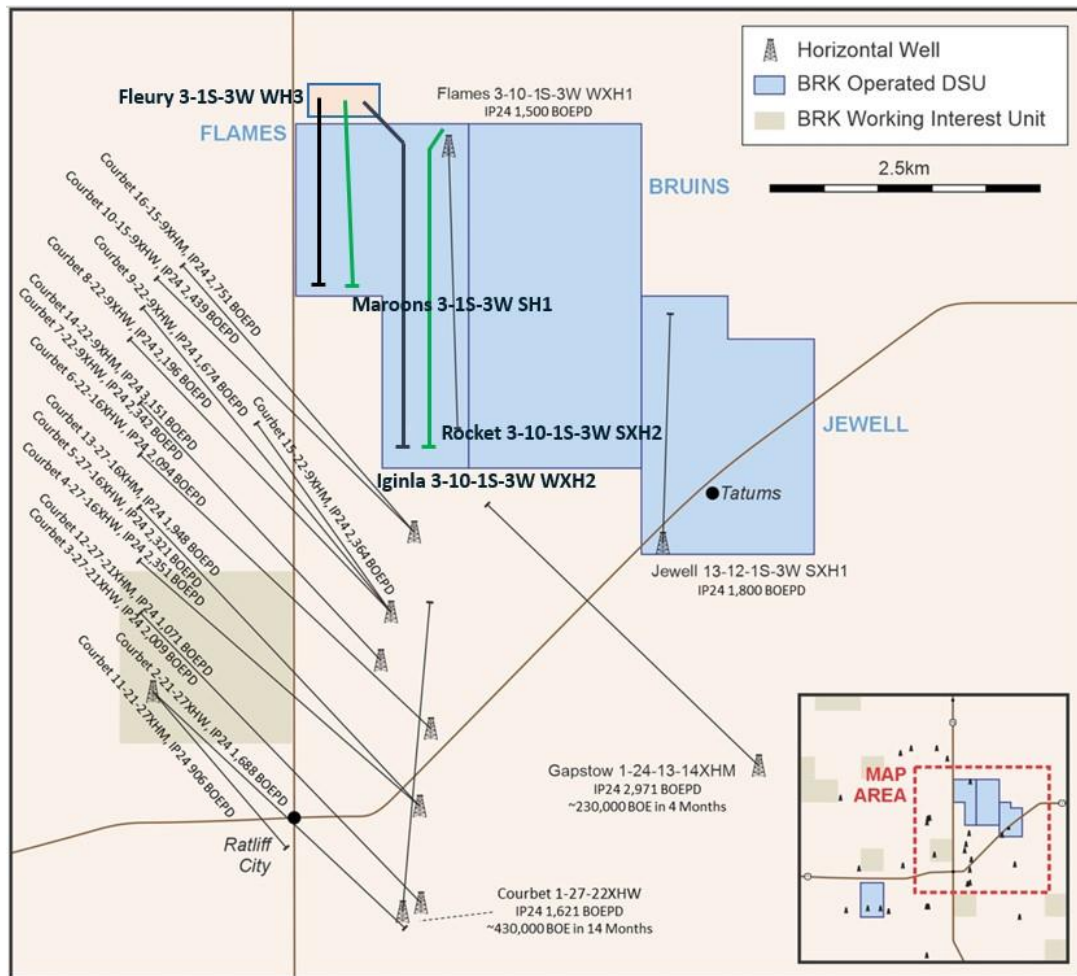 Horizontal Well
BRK Operated DSU
BRK Working Interest Unit
2.5km
Fleury 3-1S-3W WH3
Flames 3-10-1S-3W WXH1
IP24 1,500 BOEPD
FLAMES
BRUINS
Maroons 3-1S-3W SH1
Rocket 3-10-1S-3W SXH2
JEWELL
Iginla 3-10-1S-3W WXH2
Tatums
Jewell 13-12-1S-3W SXH1
IP24 1,800 BOEPD
Courbet 16-15-9XHM, IP24 2,751 BOEPD
Courbet 10-15-9XHW, IP24 2,439 BOEPD
Courbet 9-22-9XHW, IP24 1,674 BOEPD
Courbet 8-22-9XHW, IP24 2,196 BOEPD
Courbet 15-22-9XHM, IP24 2,364 BOEPD
Courbet 14-22-9XHM, IP24 3,151 BOEPD
Courbet 7-22-9XHW, IP24 2,342 BOEPD
Courbet 6-22-16XHW, IP24 2,094 BOEPD
Courbet 13-27-16XHM, IP24 1,948 BOEPD
Courbet 5-27-16XHW, IP24 2,321 BOEPD
Courbet 4-27-16XHW, IP24 2,351 BOEPD
Courbet 12-27-21XHM, IP24 1,071 BOEPD
Courbet 3-27-21XHW, IP24 2,009 BOEPD
Courbet 2-21-27XHW, IP24 1,688 BOEPD
Courbet 11-21-27XHM, IP24 906 BOEPD
Gapstow 1-24-13-14XHM
IP24 2,971 BOEPD
~230,000 BOE in 4 Months
Ratliff
City
Courbet 1-27-22XHW
IP24 1,621 BOEPD
~430,000 BOE in 14 Months
MAP
AREA